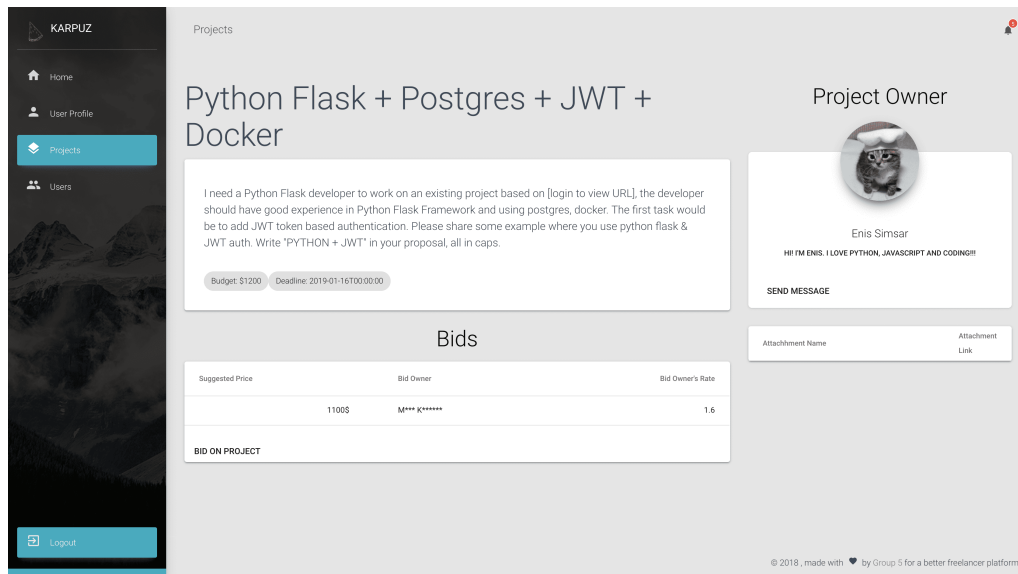 KARPUZ
Home
User Profile
Projects
Users
Logout
Projects
5
Python Flask + Postgres + JWT +
Docker
I need a Python Flask developer to work on an existing project based on [login to view URL], the developer
should have good experience in Python Flask Framework and using postgres, docker. The first task would
be to add JWT token based authentication. Please share some example where you use python flask &
JWT auth. Write "PYTHON + JWT" in your proposal, all in caps.
Budget: $1200 Deadline: 2019-01-16T00:00:00
Bids
Suggested Price Bid Owner Bid Owner's Rate
1100$ M*** K****** 1.6
BID ON PROJECT
Project Owner
Enis Simsar
HI! I'M ENIS. I LOVE PYTHON, JAVASCRIPT AND CODING!!!
SEND MESSAGE
Attachhment Name Attachment
Link
© 2018 , made with ♥ by Group 5 for a better freelancer platform